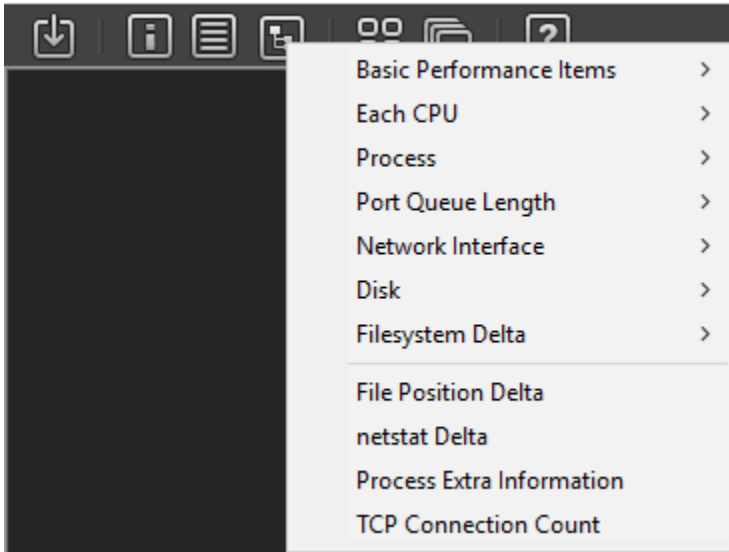 Basic Performance Items
Each CPU
Process
Port Queue Length
Network Interface
Disk
Filesystem Delta
File Position Delta
netstat Delta
Process Extra Information
TCP Connection Count